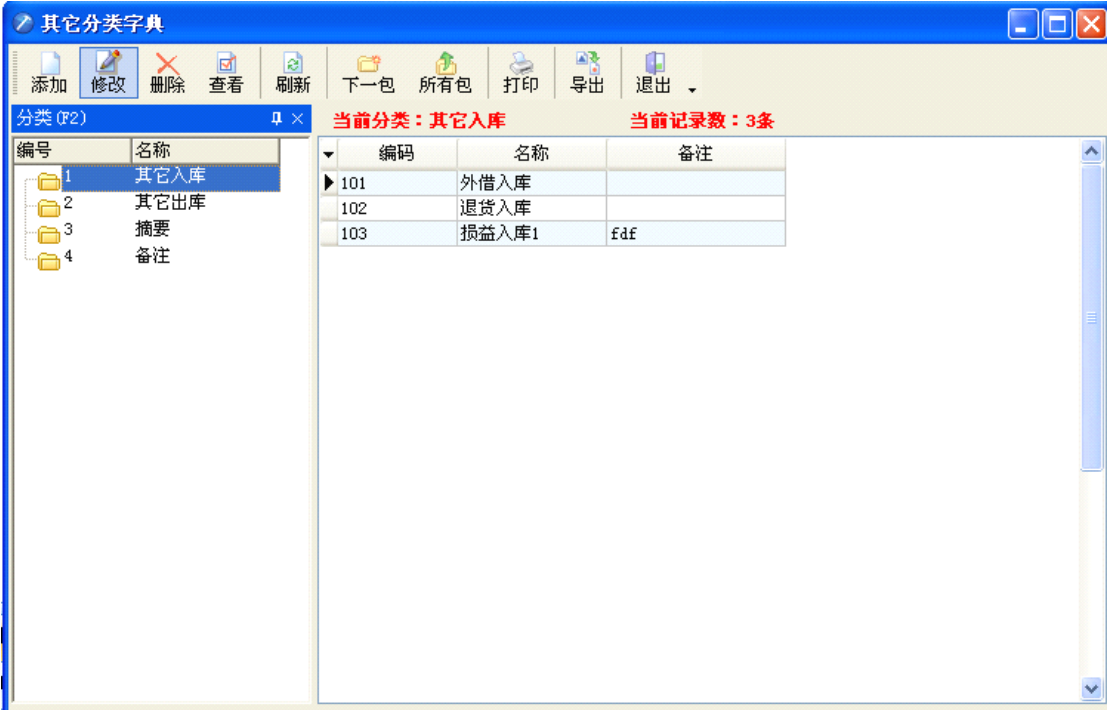 其它分类字典
添加 修改 删除 查看 刷新 下一包 所有包 打印 导出 退出
分类(F2)
当前分类：其它入库 当前记录数：3条
编号 名称
1 其它入库
2 其它出库
3 摘要
4 备注
编码 名称 备注
101 外借入库
102 退货入库
103 损益入库1 fdf